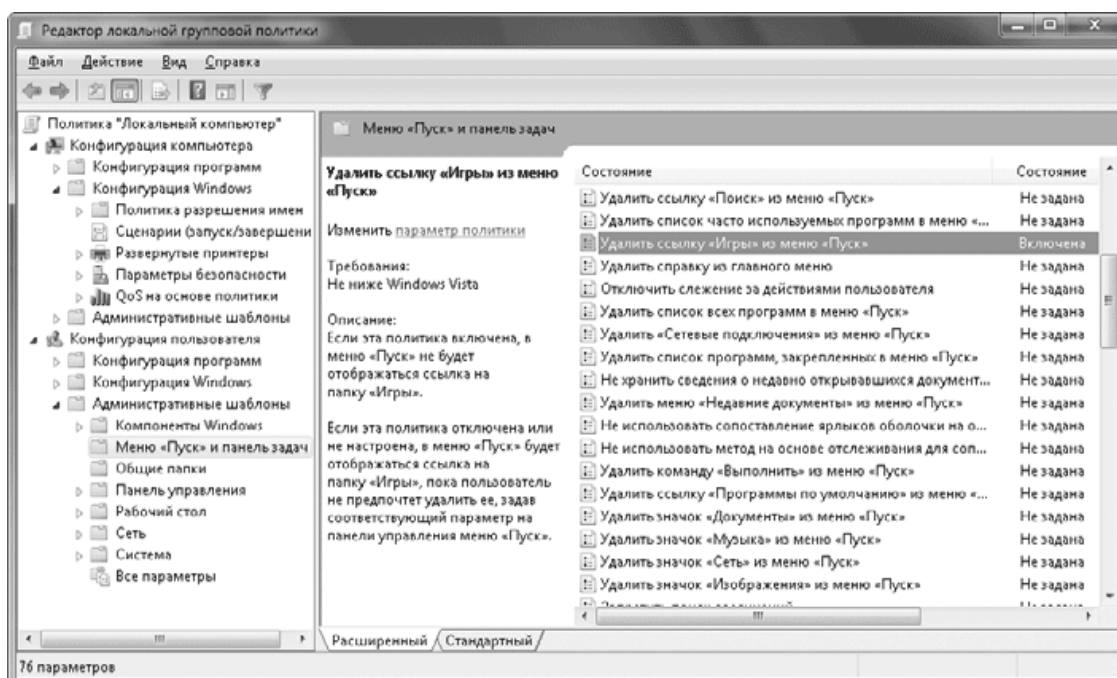 Редактор локальной групповой политики
Файл Действие Вид Справка
Политика "Локальный компьютер"
Конфигурация компьютера
Конфигурация программ
Конфигурация Windows
Политика разрешения имен
Сценарии (запуск/завершени
Развернутые принтеры
Параметры безопасности
QoS на основе политики
Административные шаблоны
Конфигурация пользователя
Конфигурация программ
Конфигурация Windows
Административные шаблоны
Компоненты Windows
Меню «Пуск» и панель задач
Общие папки
Панель управления
Рабочий стол
Сеть
Система
Все параметры
Меню «Пуск» и панель задач
Удалить ссылку «Игры» из меню
«Пуск»
Изменить параметр политики
Требования:
Не ниже Windows Vista
Описание:
Если эта политика включена, в
меню «Пуск» не будет
отображаться ссылка на
папку «Игры».
Если эта политика отключена или
не настроена, в меню «Пуск» будет
отображаться ссылка на
папку «Игры», пока пользователь
не предпочтет удалить ее, задав
соответствующий параметр на
панели управления меню «Пуск».
Состояние Состояние
Удалить ссылку «Поиск» из меню «Пуск» Не задана
Удалить список часто используемых программ в меню «... Не задана
Удалить ссылку «Игры» из меню «Пуск» Включена
Удалить справку из главного меню Не задана
Отключить слежение за действиями пользователя Не задана
Удалить список всех программ в меню «Пуск» Не задана
Удалить «Сетевые подключения» из меню «Пуск» Не задана
Удалить список программ, закрепленных в меню «Пуск» Не задана
Не хранить сведения о недавно открывавшихся документ... Не задана
Удалить меню «Недавние документы» из меню «Пуск» Не задана
Не использовать сопоставление ярлыков оболочки на о... Не задана
Не использовать метод на основе отслеживания для соп... Не задана
Удалить команду «Выполнить» из меню «Пуск» Не задана
Удалить ссылку «Программы по умолчанию» из меню «... Не задана
Удалить значок «Документы» из меню «Пуск» Не задана
Удалить значок «Музыка» из меню «Пуск» Не задана
Удалить значок «Сеть» из меню «Пуск» Не задана
Удалить значок «Изображения» из меню «Пуск» Не задана
Расширенный Стандартный
76 параметров